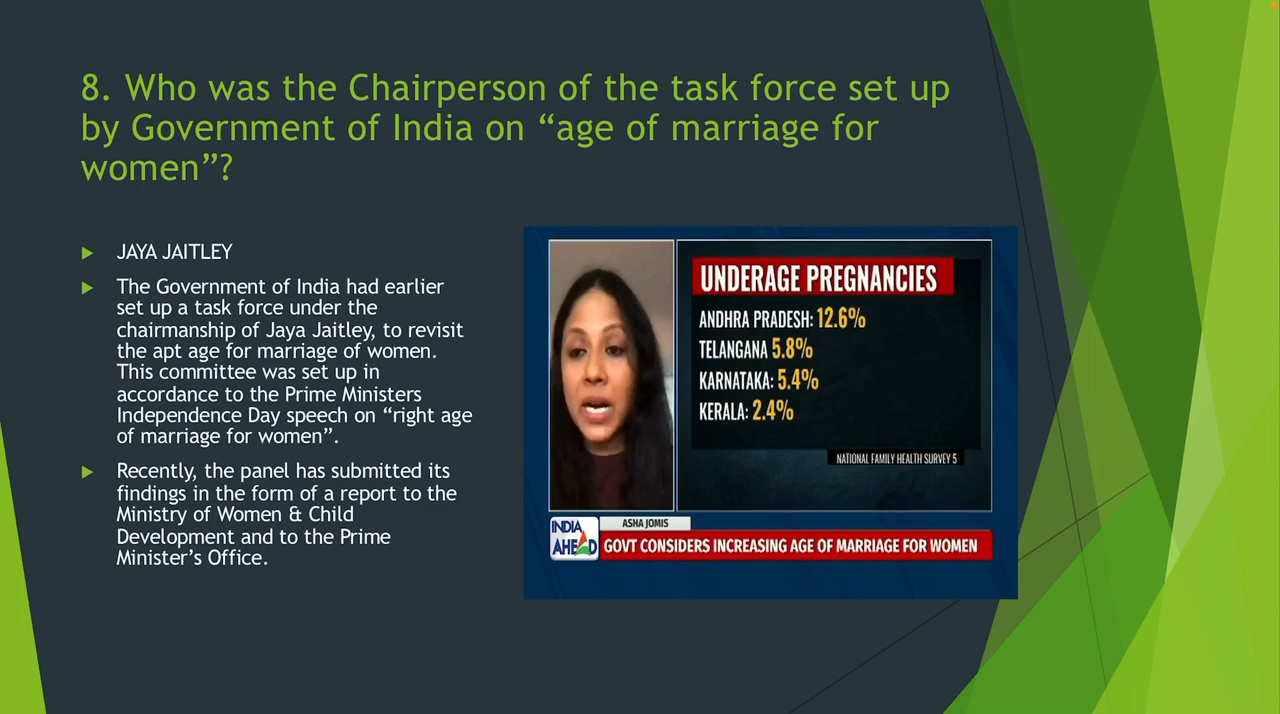 8. Who was the Chairperson of the task force set up
by Government of India on “age of marriage for
women”?
JAYA JAITLEY
The Government of India had earlier
set up a task force under the
chairmanship of Jaya Jaitley, to revisit
the apt age for marriage of women.
This committee was set up in
accordance to the Prime Ministers
Independence Day speech on “right age
of marriage for women”.
Recently, the panel has submitted its
findings in the form of a report to the
Ministry of Women & Child
Development and to the Prime
Minister’s Office.
UNDERAGE PREGNANCIES
ANDHRA PRADESH: 12.6%
TELANGANA 5.8%
KARNATAKA: 5.4%
KERALA: 2.4%
NATIONAL FAMILY HEALTH SURVEY 5
INDIA
AHEAD
ASHA JOMIS
GOVT CONSIDERS INCREASING AGE OF MARRIAGE FOR WOMEN